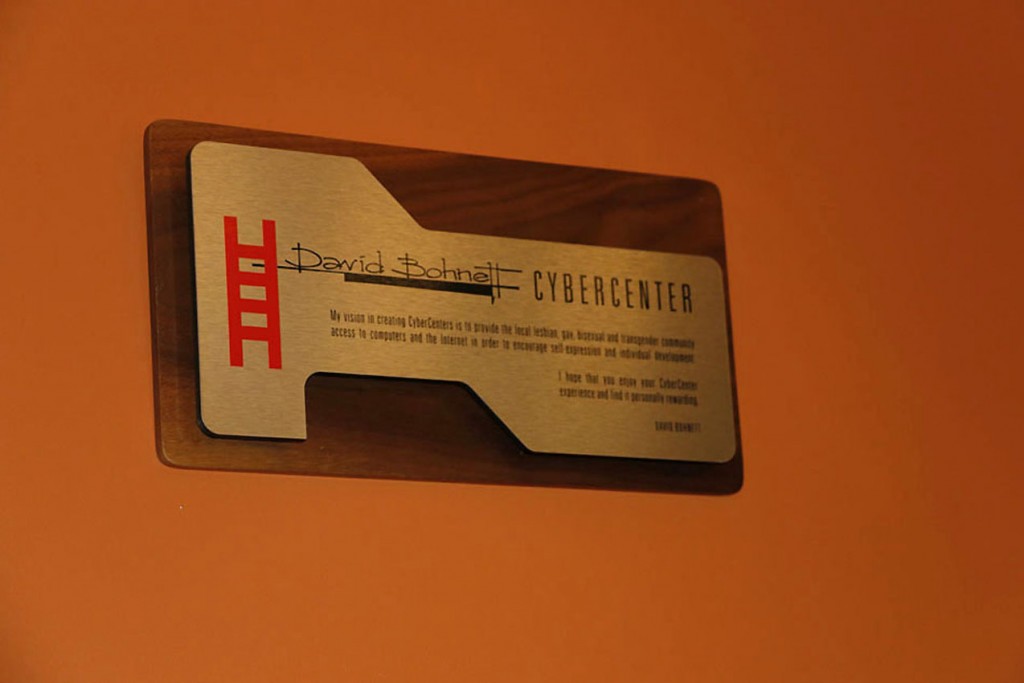 David Bohnett CYBERCENTER
My vision in creating CyberCenters is to provide the local lesbian, gay, bisexual and transgender community
access to computers and the Internet in order to encourage self-expression and individual development.
I hope that you enjoy your CyberCenter
experience and find it personally rewarding.
DAVID BOHNETT